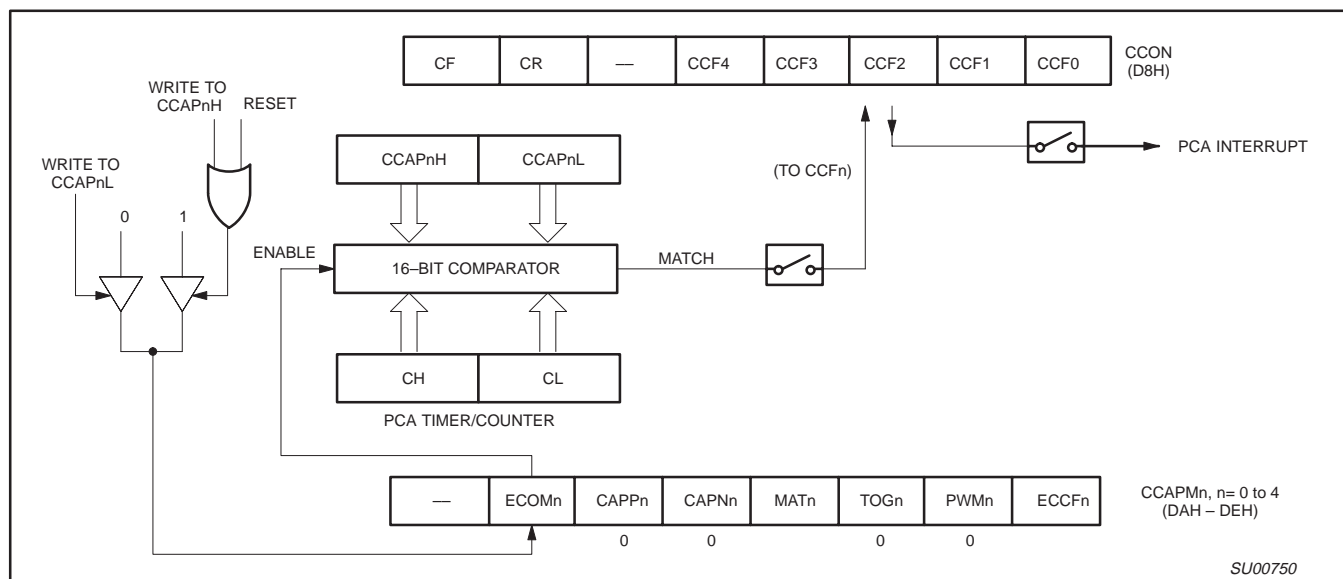 CF CR — CCF4 CCF3 CCF2 CCF1 CCF0
CCON
(D8H)
WRITE TO
CCAPnH
RESET
WRITE TO
CCAPnL
0 1
CCAPnH CCAPnL
(TO CCFn)
PCA INTERRUPT
ENABLE
16–BIT COMPARATOR
MATCH
CH CL
PCA TIMER/COUNTER
— ECOMn CAPPn CAPNn MATn TOGn PWMn ECCFn
CCAPMn, n= 0 to 4
(DAH – DEH)
0 0 0 0
SU00750